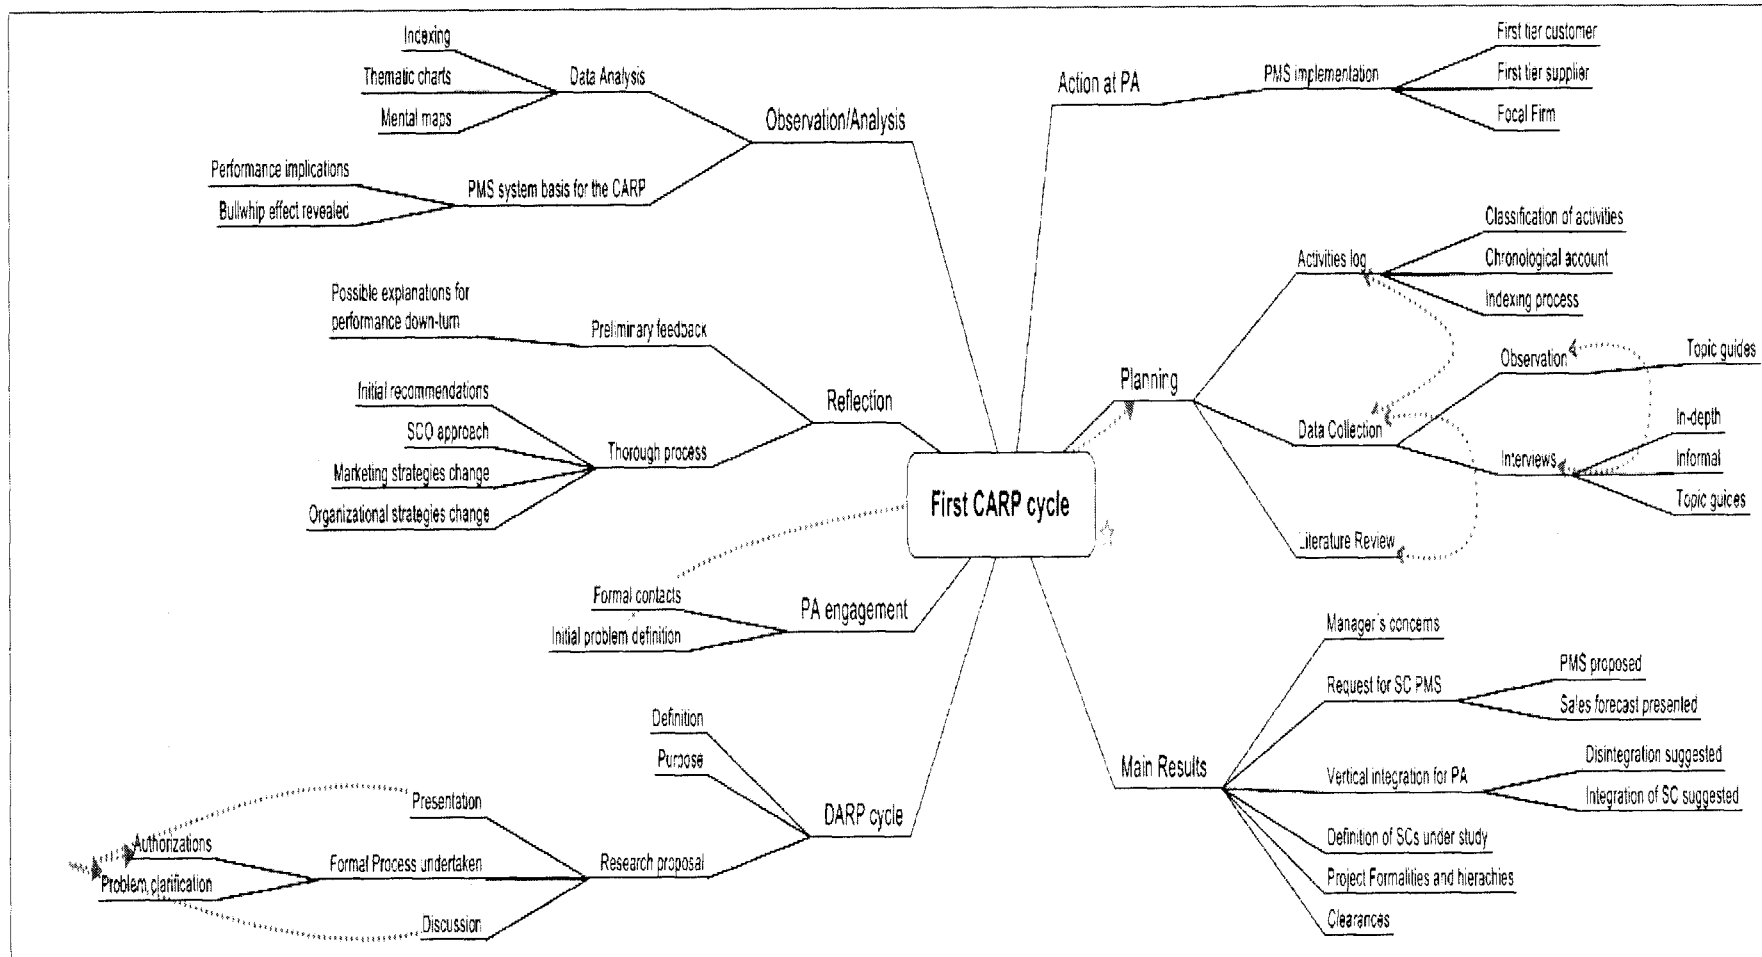 Indexing
Thematic charts
Mental maps
Data Analysis
Performance implications
Bullwhip effect revealed
PMS system basis for the CARP
Observation/Analysis
Possible explanations for
performance down-turn
Preliminary feedback
Initial recommendations
SCO approach
Marketing strategies change
Organizational strategies change
Thorough process
Reflection
Formal contacts
Initial problem definition
PA engagement
Definition
Purpose
Presentation
Authorizations
Problem clarification
Formal Process undertaken
Discussion
Research proposal
DARP cycle
First CARP cycle
Action at PA
PMS implementation
First tier customer
First tier supplier
Focal Firm
Planning
Activities log
Classification of activities
Chronological account
Indexing process
Data Collection
Observation
Topic guides
Interviews
In-depth
Informal
Topic guices
Literature Review
Main Results
Manager's concerns
Request for SC PMS
PMS proposed
Sales forecast presented
Vertical integration for PA
Disintegration suggested
Integration of SC suggested
Definition of SCs under study
Project Formalities and hierachies
Clearances